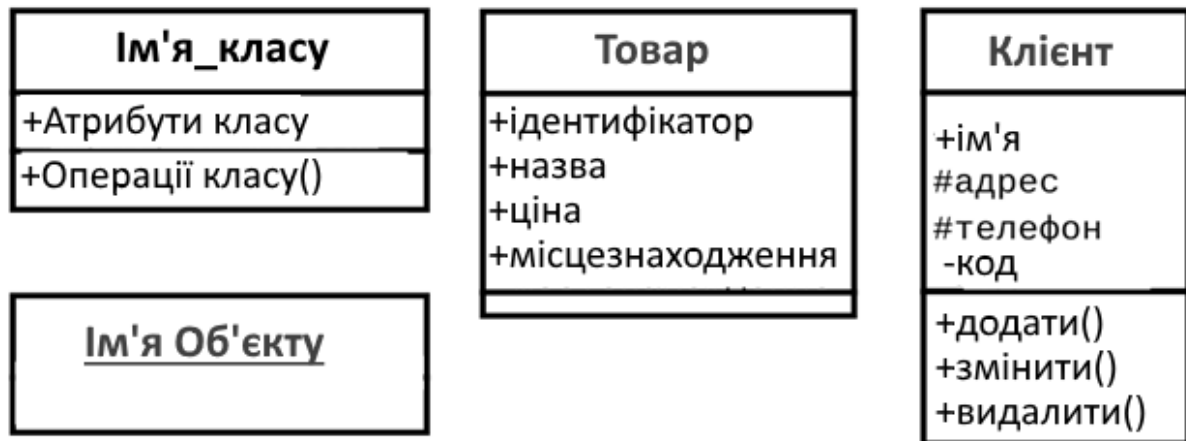 Ім'я_класу
+Атрибути класу
+Операції класу()
Ім'я Об'єкту
Товар
+ідентифікатор
+назва
+ціна
+місцезнаходження
Клієнт
+ім'я
#адрес
#телефон
-код
+додати()
+змінити()
+видалити()